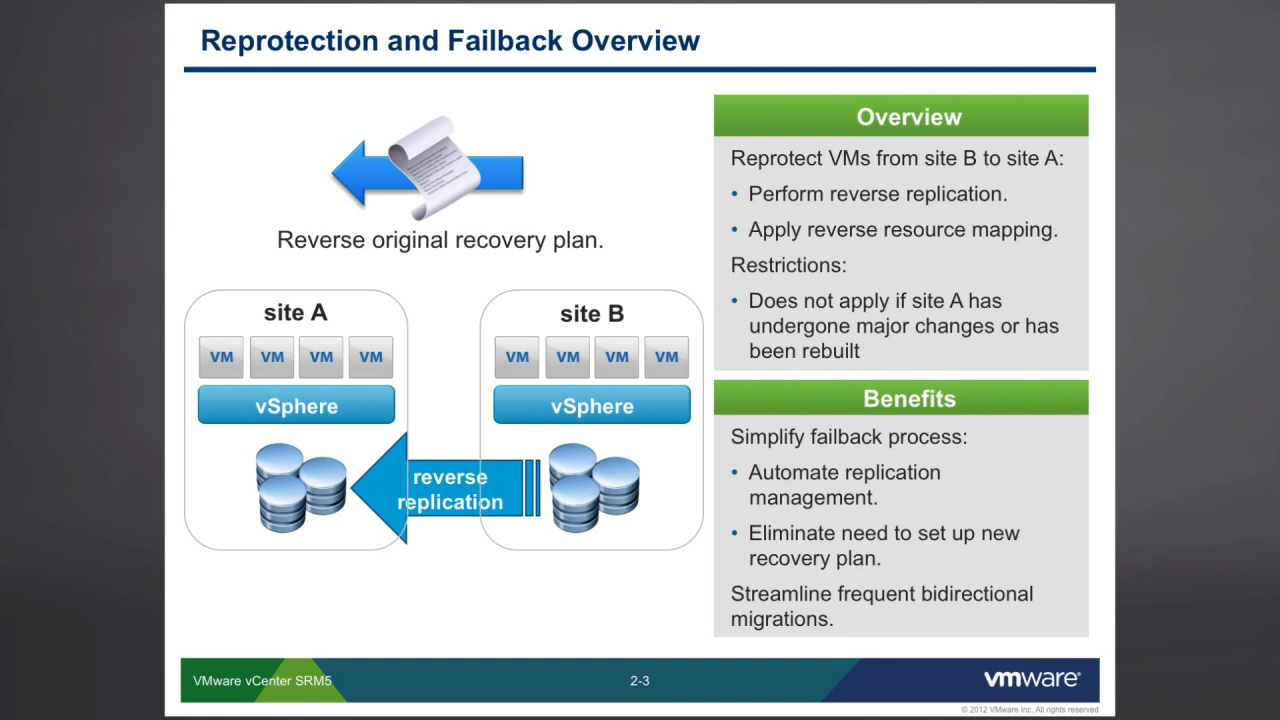 Reprotection and Failback Overview
Reverse original recovery plan.
site A
VM VM VM VM
vSphere
site B
VM VM VM VM
vSphere
reverse
replication
Overview
Reprotect VMs from site B to site A:
• Perform reverse replication.
• Apply reverse resource mapping.
Restrictions:
• Does not apply if site A has
undergone major changes or has
been rebuilt
Benefits
Simplify failback process:
• Automate replication
management.
• Eliminate need to set up new
recovery plan.
Streamline frequent bidirectional
migrations.
VMware vCenter SRM5
2-3
vmware®
© 2012 VMware Inc. All rights reserved